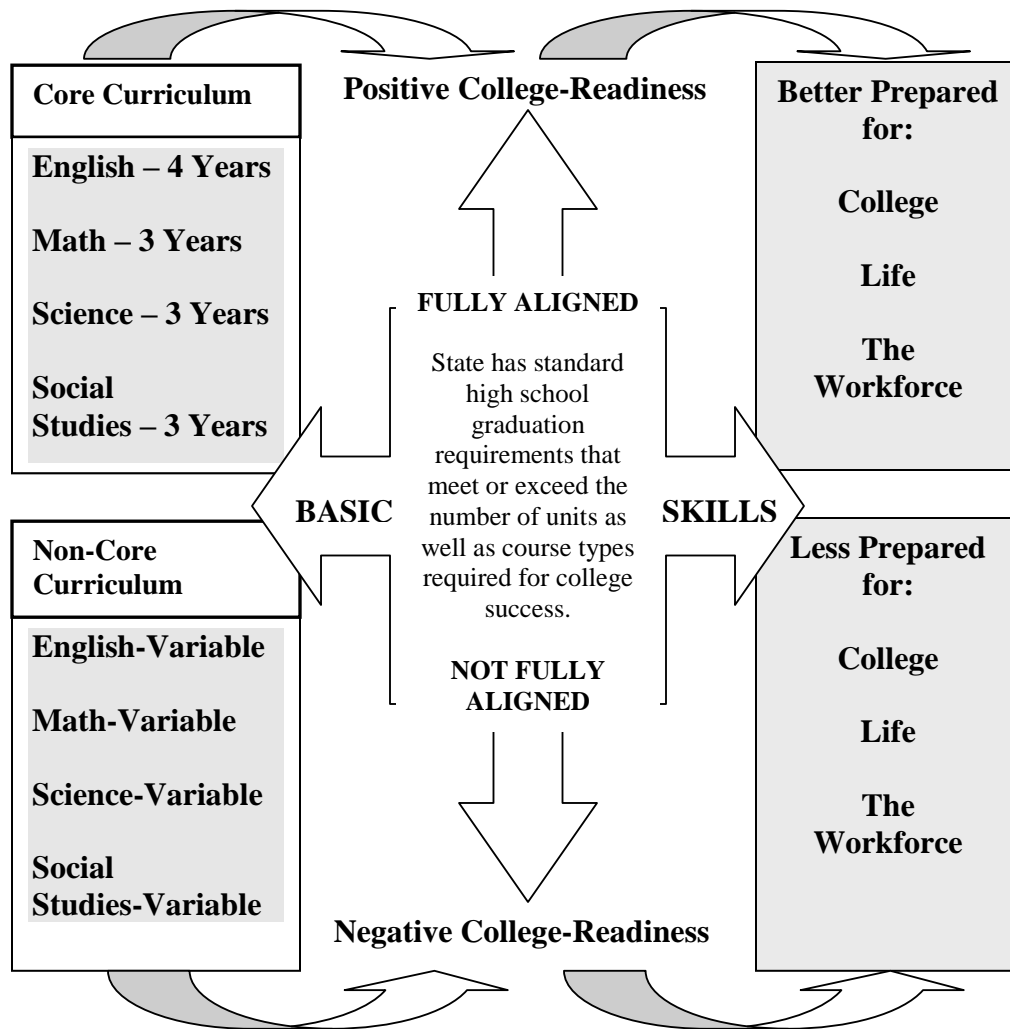 Core Curriculum
English – 4 Years
Math – 3 Years
Science – 3 Years
Social
Studies – 3 Years
Positive College-Readiness
Better Prepared
for:
College
Life
The
Workforce
FULLY ALIGNED
State has standard
high school
graduation
requirements that
meet or exceed the
number of units as
well as course types
required for college
success.
BASIC
SKILLS
NOT FULLY
ALIGNED
Non-Core
Curriculum
English-Variable
Math-Variable
Science-Variable
Social
Studies-Variable
Negative College-Readiness
Less Prepared
for:
College
Life
The
Workforce